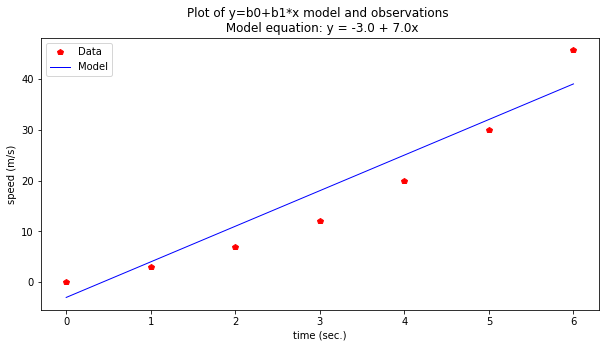 Plot of y=b0+b1*x model and observations
Model equation: y = -3.0 + 7.0x
Data
Model
speed (m/s)
40
30
20
10
0
0 1 2 3 4 5 6
time (sec.)